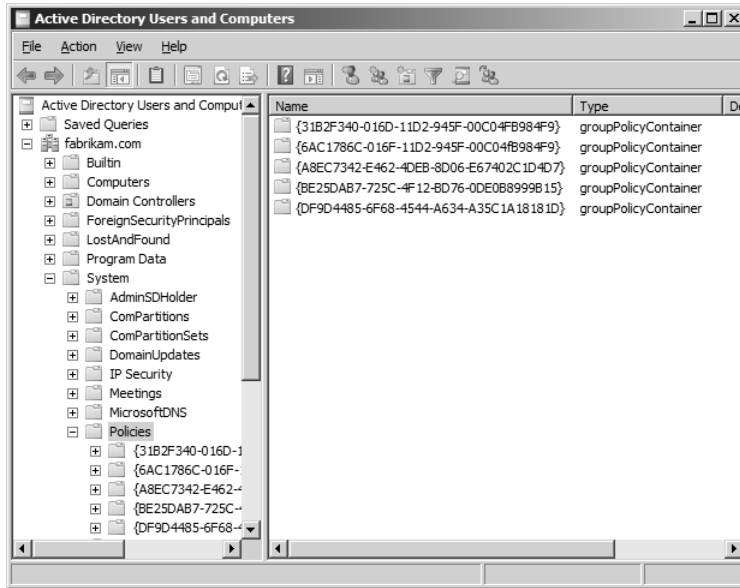 Active Directory Users and Computers
File Action View Help
Active Directory Users and Comput
Saved Queries
fabrikam.com
Builtin
Computers
Domain Controllers
ForeignSecurityPrincipals
LostAndFound
Program Data
System
AdminSDHolder
ComPartitions
ComPartitionSets
DomainUpdates
IP Security
Meetings
MicrosoftDNS
Policies
{31B2F340-016D-1
{6AC1786C-016F-
{A8EC7342-E462-4
{BE25DAB7-725C-
{DF9D4485-6F68-4
Name Type De
{31B2F340-016D-11D2-945F-00C04FB984F9} groupPolicyContainer
{6AC1786C-016F-11D2-945F-00C04fB984F9} groupPolicyContainer
{A8EC7342-E462-4DEB-8D06-E67402C1D4D7} groupPolicyContainer
{BE25DAB7-725C-4F12-BD76-0DE0B8999B15} groupPolicyContainer
{DF9D4485-6F68-4544-A634-A35C1A18181D} groupPolicyContainer